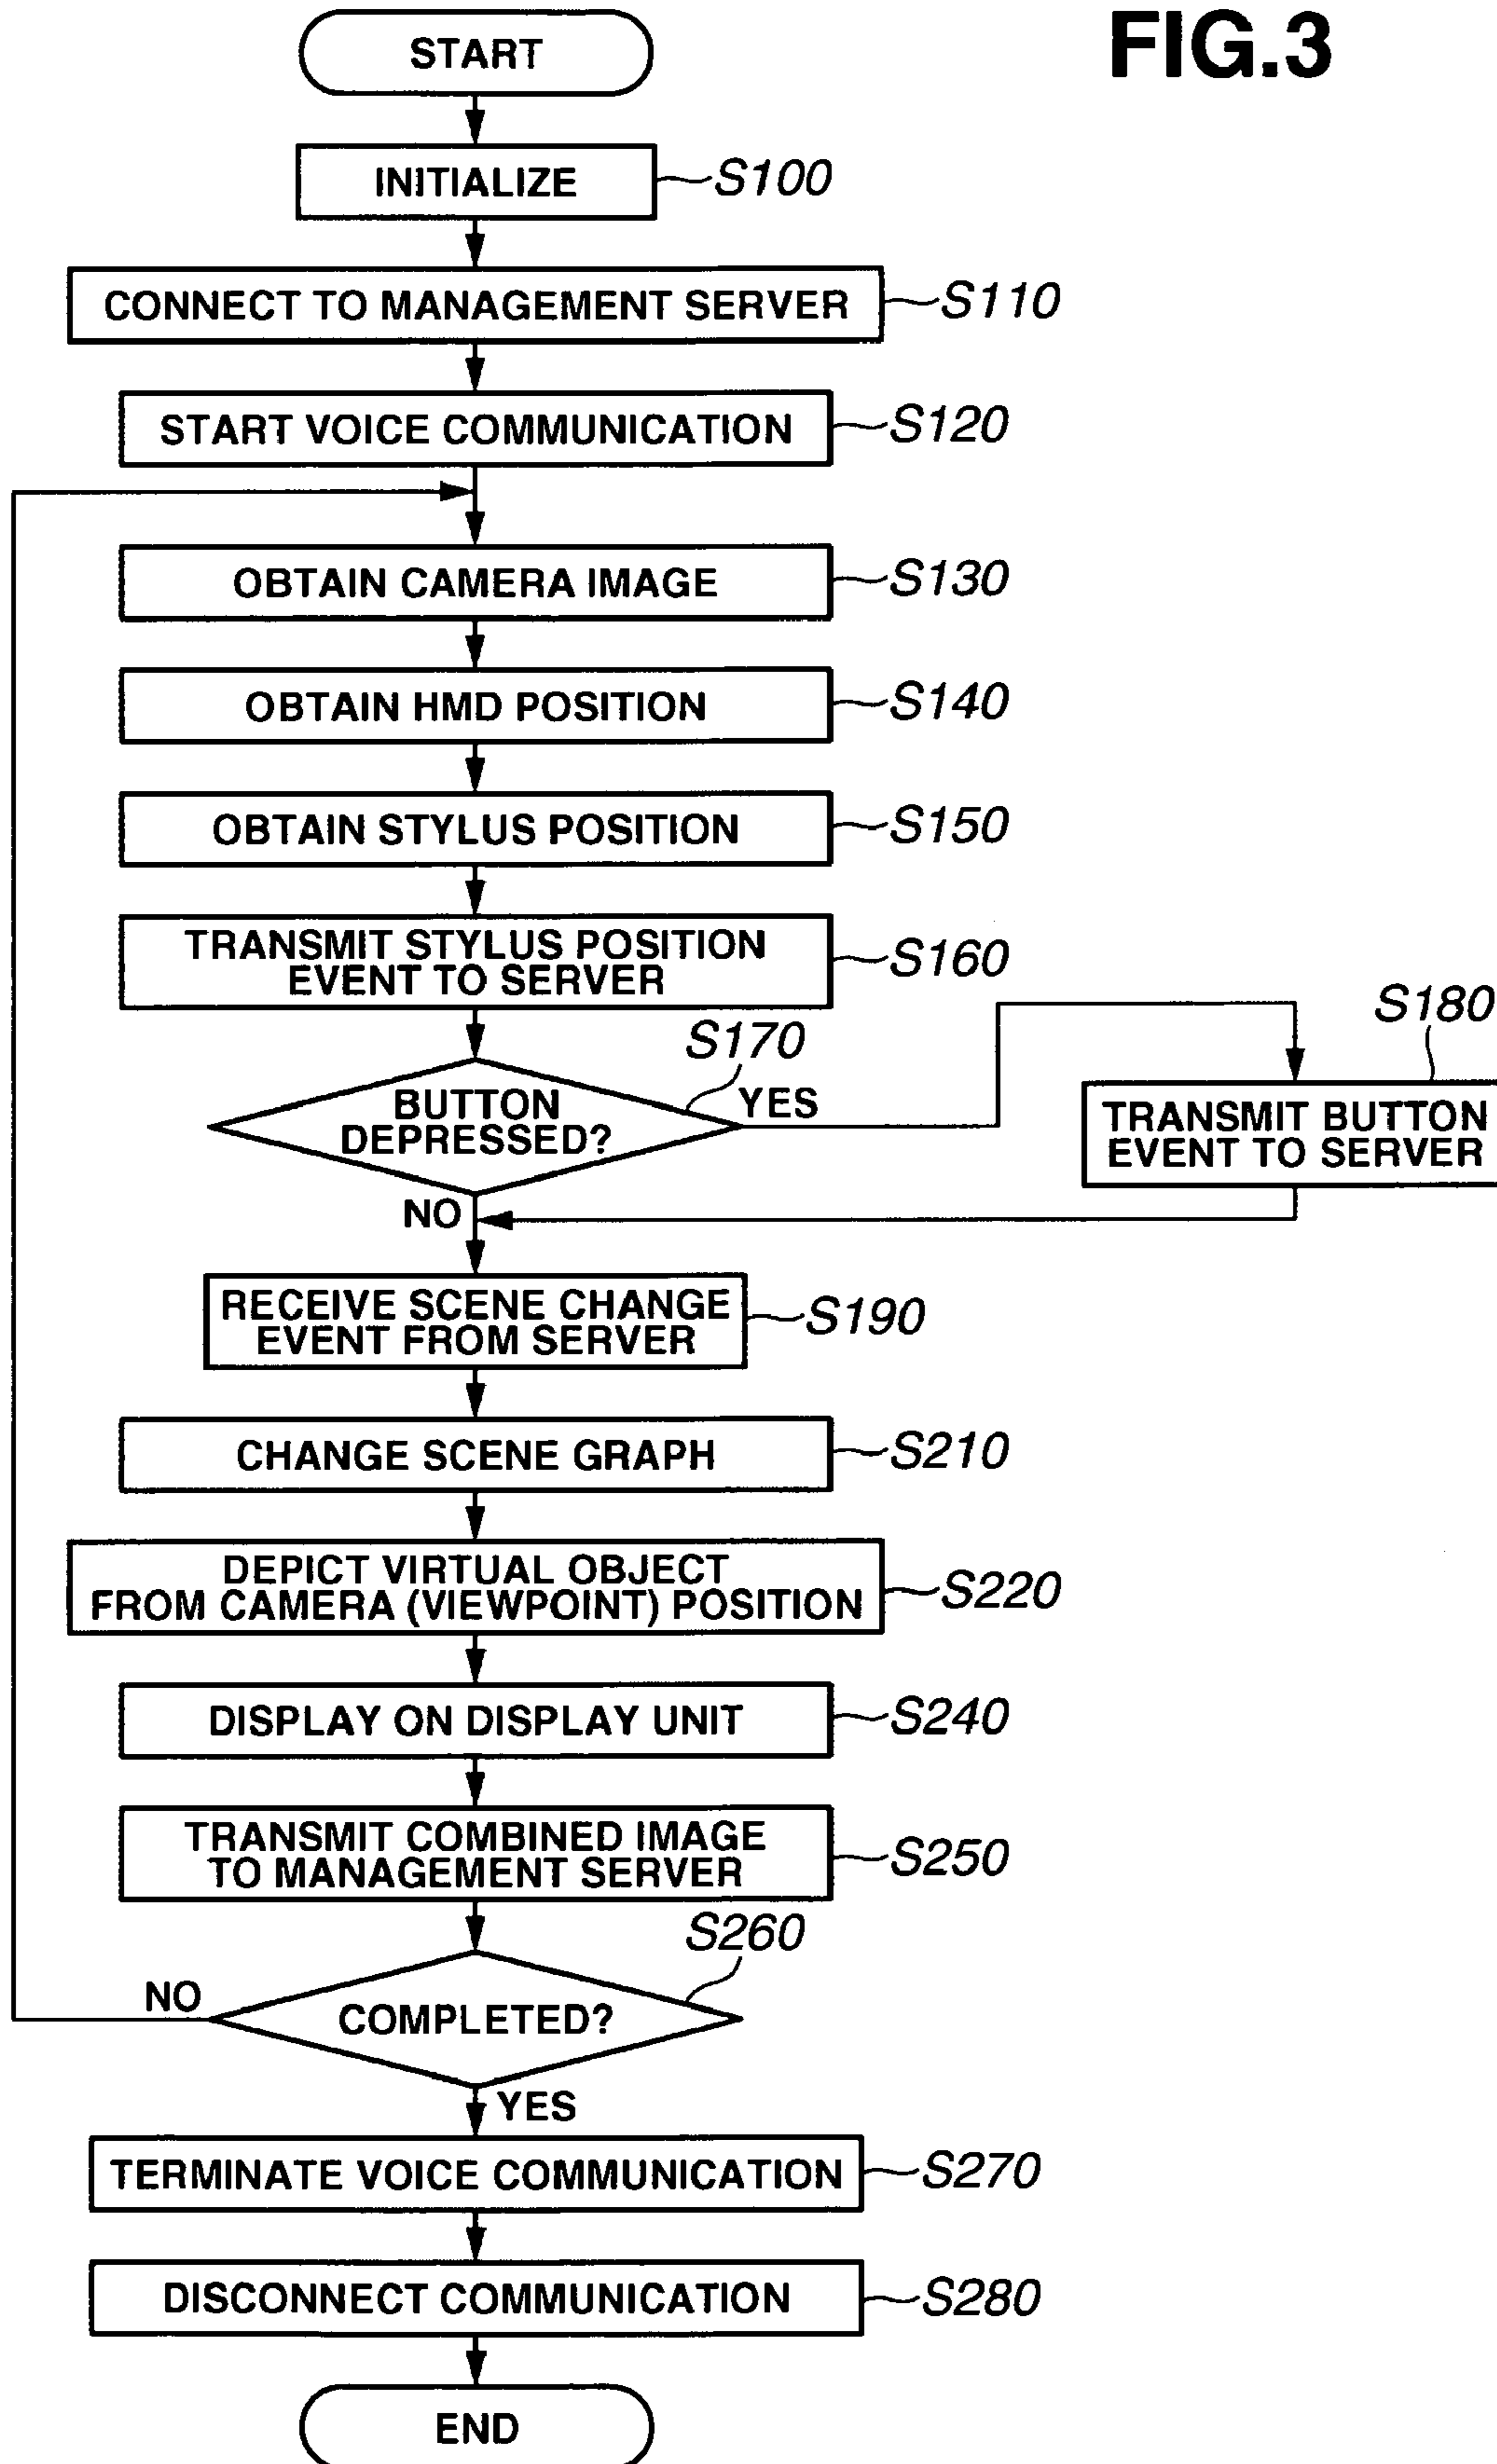 FIG.3
START
INITIALIZE
S100
CONNECT TO MANAGEMENT SERVER
S110
START VOICE COMMUNICATION
S120
OBTAIN CAMERA IMAGE
S130
OBTAIN HMD POSITION
S140
OBTAIN STYLUS POSITION
S150
TRANSMIT STYLUS POSITION
EVENT TO SERVER
S160
S170
BUTTON
DEPRESSED?
YES
NO
S180
TRANSMIT BUTTON
EVENT TO SERVER
RECEIVE SCENE CHANGE
EVENT FROM SERVER
S190
CHANGE SCENE GRAPH
S210
DEPICT VIRTUAL OBJECT
FROM CAMERA (VIEWPOINT) POSITION
S220
DISPLAY ON DISPLAY UNIT
S240
TRANSMIT COMBINED IMAGE
TO MANAGEMENT SERVER
S250
S260
NO
COMPLETED?
YES
TERMINATE VOICE COMMUNICATION
S270
DISCONNECT COMMUNICATION
S280
END